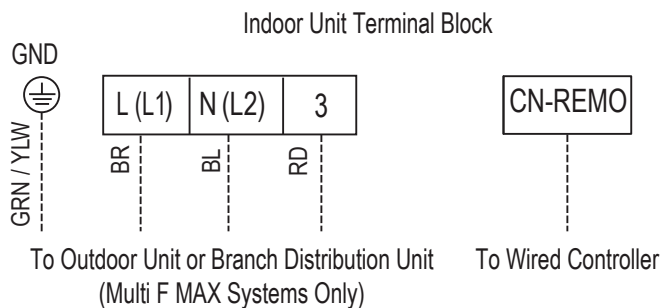 Indoor Unit Terminal Block
GND
L (L1) N (L2) 3
CN-REMO
GRN / YLW
BR
BL
RD
To Outdoor Unit or Branch Distribution Unit
(Multi F MAX Systems Only)
To Wired Controller